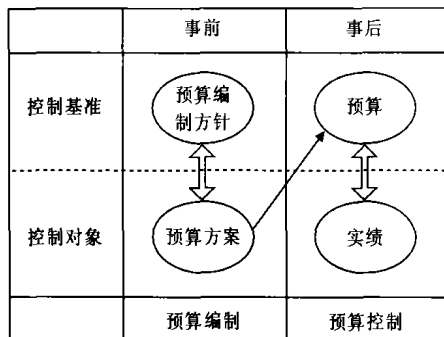 事前
事后
控制基准
预算编
制方针
预算
控制对象
预算方案
实绩
预算编制
预算控制